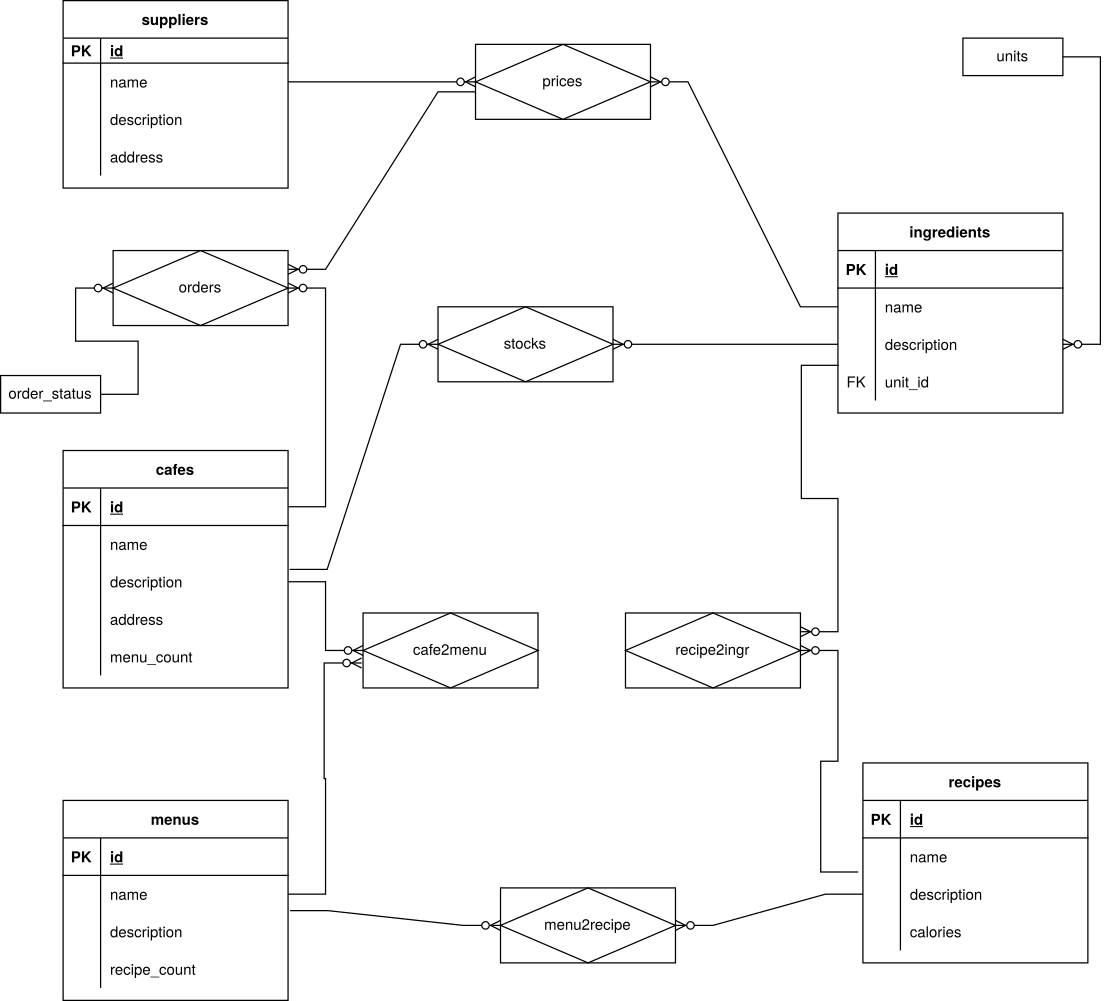 suppliers
PK id
name
description
address
prices
units
ingredients
PK id
name
description
FK unit_id
orders
stocks
order_status
cafes
PK id
name
description
address
menu_count
cafe2menu
recipe2ingr
recipes
PK id
name
description
calories
menus
PK id
name
description
recipe_count
menu2recipe